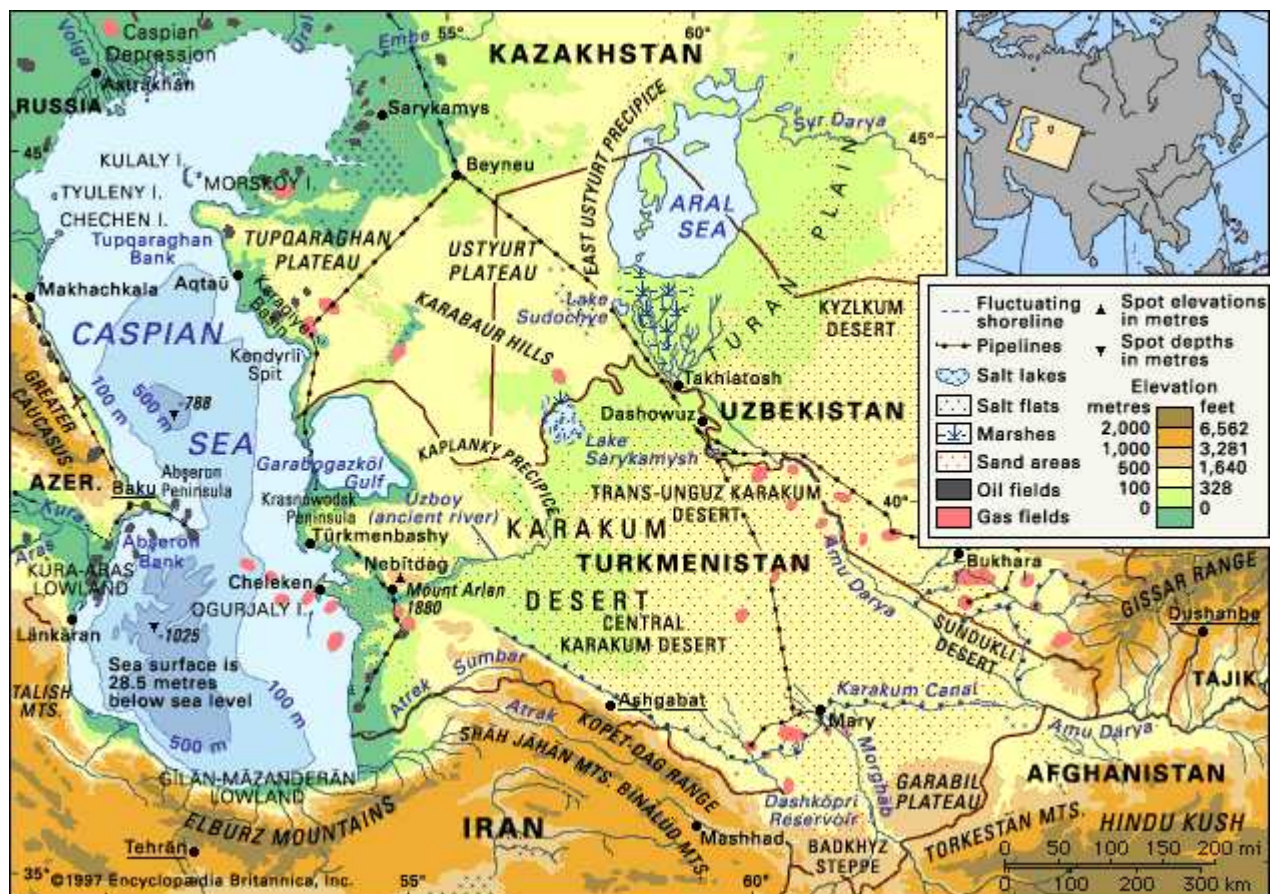 Caspian
Depression
Volga
Ural
Embe
55°
60°
KAZAKHSTAN
Astrakhan
RUSSIA
Sarykamys
Syr Darya
45°
45°
KULALY I.
MORSKOY I.
Beyneu
EAST USTYURT PRECIPICE
ARAL
SEA
TURAN PLAIN
TYULENY I.
CHECHEN I.
Tupqaraghan
Bank
TUPQARAGHAN
PLATEAU
USTYURT
PLATEAU
Makhachkala
Aqtaū
Karagiye
Basin
KARABAUR HILLS
Lake
Sudochye
KYZLKUM
DESERT
CASPIAN
SEA
Kendyrli
Spit
100 m
500 m
-788
GREATER
CAUCASUS
Takhiatosh
Dashowuz
UZBEKISTAN
KAPLANKY PRECIPICE
Lake
Sarykamysh
Garabogazköl
Gulf
AZER.
Abşeron
Peninsula
Baku
Krasnowodsk
Peninsula
Uzboy
(ancient river)
TRANS-UNGUZ KARAKUM
DESERT
40°
Kura
Aras
Abşeron
Bank
KURA-ARAS
LOWLAND
Türkmenbashy
KARAKUM
DESERT
TURKMENISTAN
Nebitdag
Cheleken
Mount Arlan
1880
OGURJALY I.
CENTRAL
KARAKUM DESERT
Amu Darya
Bukhara
GISSAR RANGE
Dushanbe
SUNDUKLI
DESERT
TAJIK.
Länkäran
-1025
Sea surface is
28.5 metres
below sea level
TALISH
MTS.
100 m
500 m
Atrek
Sumbar
Ashgabat
Karakum Canal
Mary
Amu Darya
Atrak
KOPET-DAG RANGE
SHĀH JAHĀN MTS.
BINĀLŪD MTS.
Morghab
AFGHANISTAN
GARABIL
PLATEAU
GĪLĀN-MĀZANDERĀN
LOWLAND
ELBURZ MOUNTAINS
IRAN
Dashköpri
Reservoir
Mashhad
BADKHYZ
STEPPE
TORKESTĀN MTS.
HINDU KUSH
Tehrān
35°
©1997 Encyclopædia Britannica, Inc.
55°
60°
0 50 100 150 200 mi
0 100 200 300 km
Fluctuating
shoreline
Pipelines
Salt lakes
Salt flats
Marshes
Sand areas
Oil fields
Gas fields
Spot elevations
in metres
Spot depths
in metres
Elevation
metres feet
2,000 6,562
1,000 3,281
500 1,640
100 328
0 0